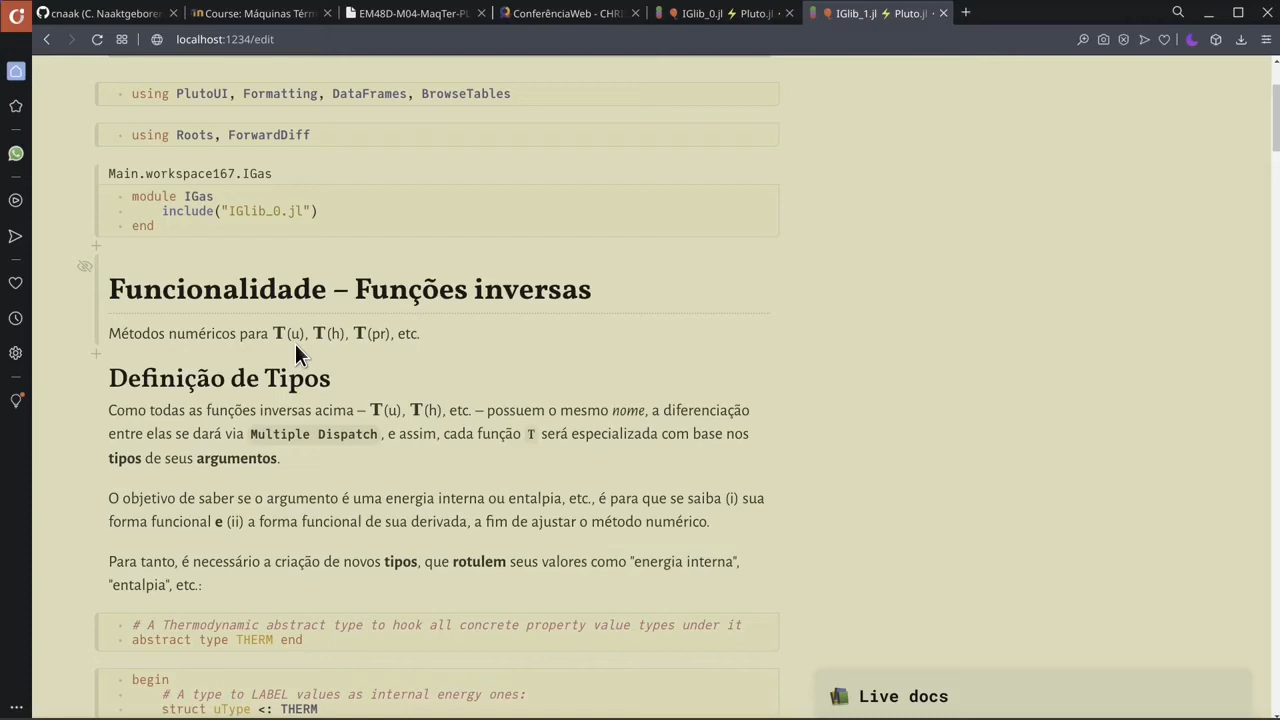 cnaak (C. Naaktgeboren
Course: Máquinas Térm
EM48D-M04-MaqTer-PL
ConferênciaWeb - CHRIS
IGlib_0.jl ⚡ Pluto.jl
IGlib_1.jl ⚡ Pluto.jl
localhost:1234/edit
using PlutoUI, Formatting, DataFrames, BrowseTables
using Roots, ForwardDiff
Main.workspace167.IGas
module IGas
include("IGlib_0.jl")
end
Funcionalidade – Funções inversas
Métodos numéricos para T(u), T(h), T(pr), etc.
Definição de Tipos
Como todas as funções inversas acima – T(u), T(h), etc. – possuem o mesmo nome, a diferenciação
entre elas se dará via Multiple Dispatch, e assim, cada função T será especializada com base nos
tipos de seus argumentos.
O objetivo de saber se o argumento é uma energia interna ou entalpia, etc., é para que se saiba (i) sua
forma funcional e (ii) a forma funcional de sua derivada, a fim de ajustar o método numérico.
Para tanto, é necessário a criação de novos tipos, que rotulem seus valores como "energia interna",
"entalpia", etc.:
# A Thermodynamic abstract type to hook all concrete property value types under it
abstract type THERM end
begin
# A type to LABEL values as internal energy ones:
struct uType <: THERM
Live docs